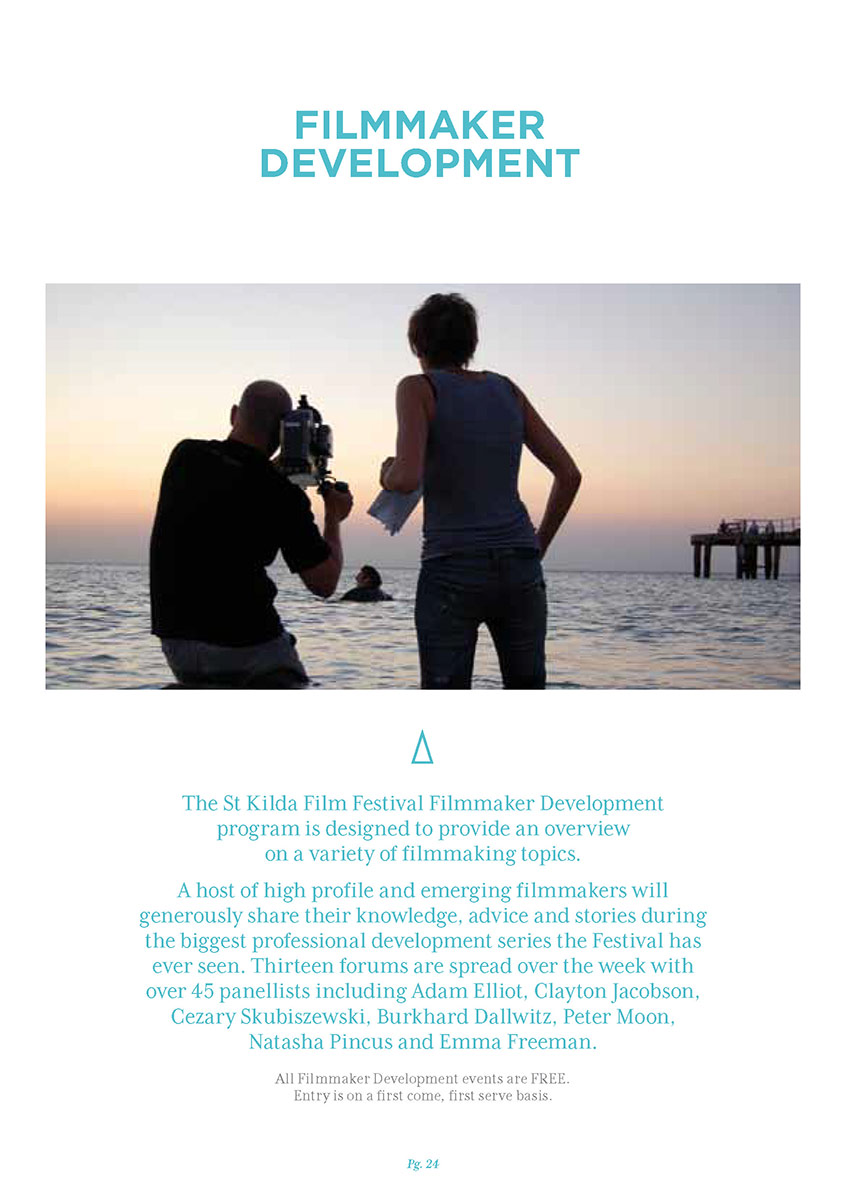 FILMMAKER
DEVELOPMENT
The St Kilda Film Festival Filmmaker Development
program is designed to provide an overview
on a variety of filmmaking topics.
A host of high profile and emerging filmmakers will
generously share their knowledge, advice and stories during
the biggest professional development series the Festival has
ever seen. Thirteen forums are spread over the week with
over 45 panellists including Adam Elliot, Clayton Jacobson,
Cezary Skubiszewski, Burkhard Dallwitz, Peter Moon,
Natasha Pincus and Emma Freeman.
All Filmmaker Development events are FREE.
Entry is on a first come, first serve basis.
Pg. 24